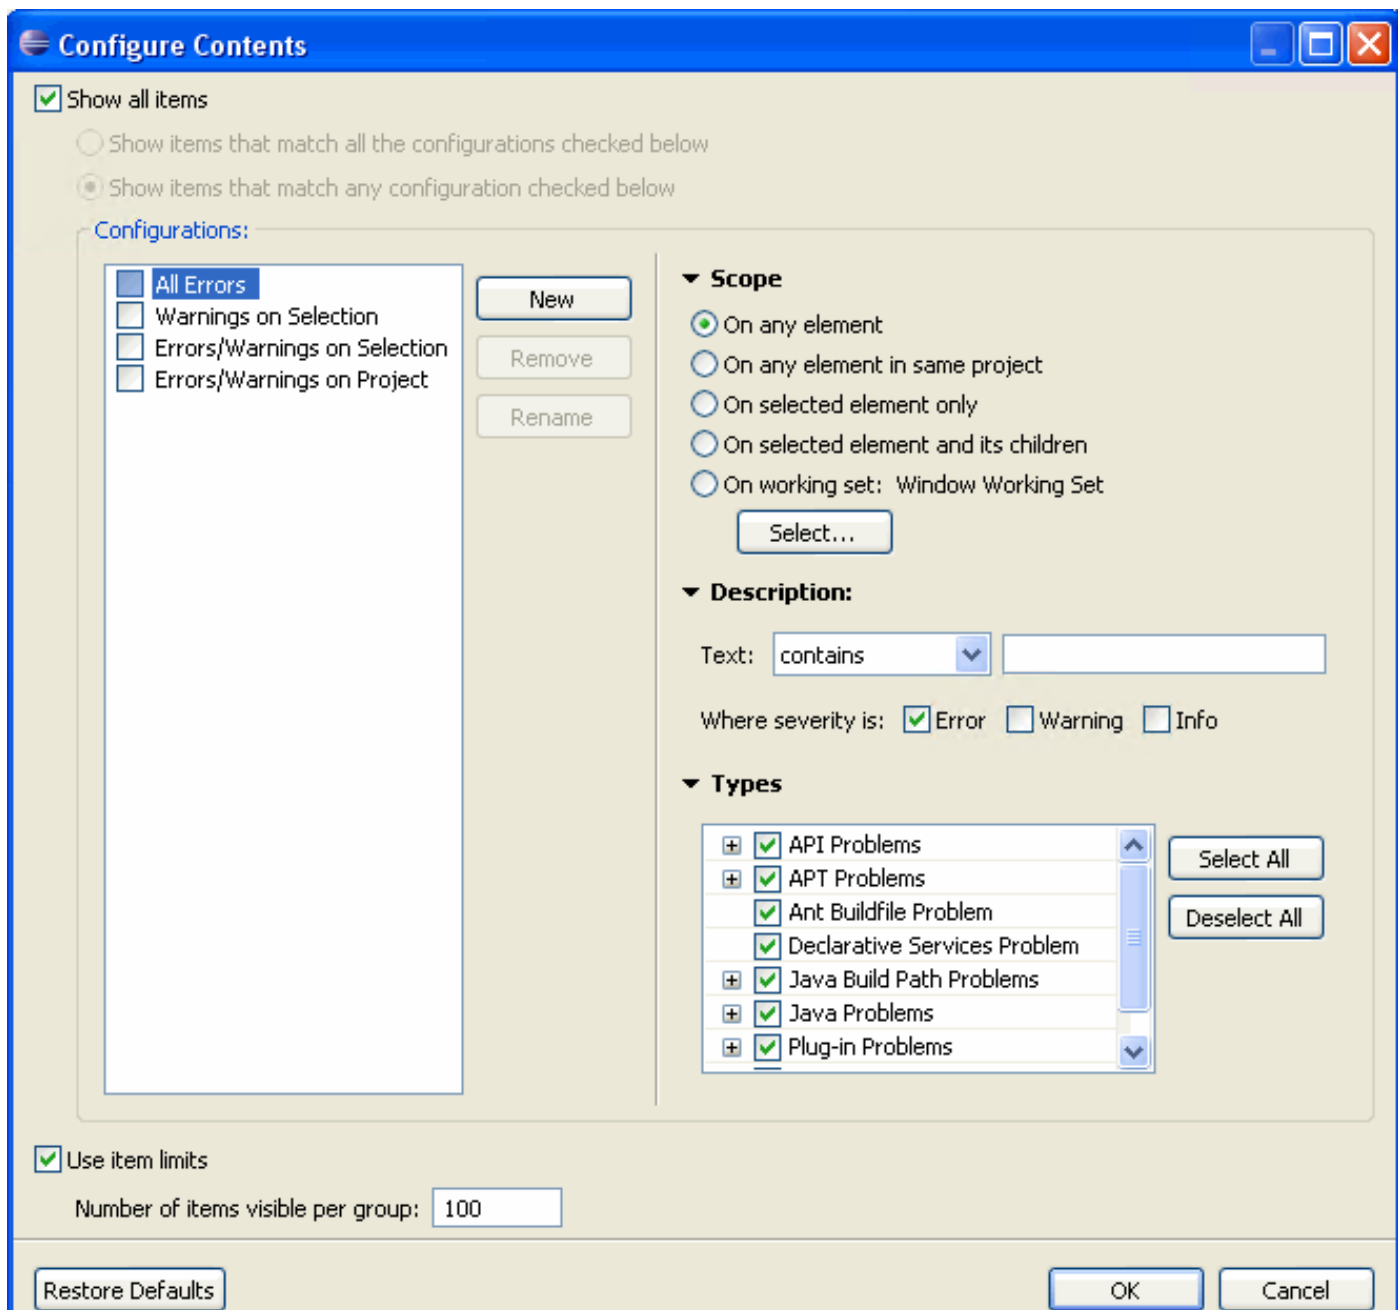 Configure Contents
Show all items
Show items that match all the configurations checked below
Show items that match any configuration checked below
Configurations:
All Errors
Warnings on Selection
Errors/Warnings on Selection
Errors/Warnings on Project
New
Remove
Rename
Scope
On any element
On any element in same project
On selected element only
On selected element and its children
On working set: Window Working Set
Select...
Description:
Text: contains
Where severity is: Error Warning Info
Types
API Problems
APT Problems
Ant Buildfile Problem
Declarative Services Problem
Java Build Path Problems
Java Problems
Plug-in Problems
Select All
Deselect All
Use item limits
Number of items visible per group: 100
Restore Defaults
OK
Cancel